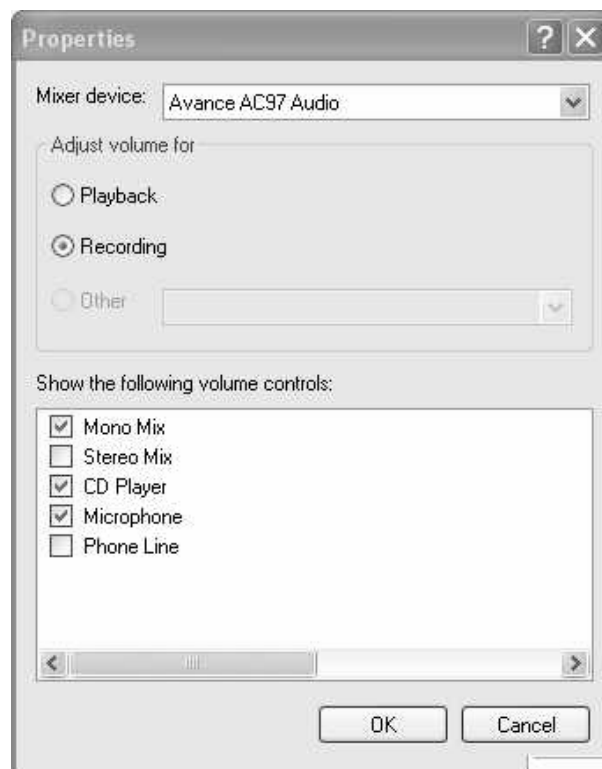 Properties
Mixer device: Avance AC97 Audio
Adjust volume for
Playback
Recording
Other
Show the following volume controls:
Mono Mix
Stereo Mix
CD Player
Microphone
Phone Line
OK Cancel